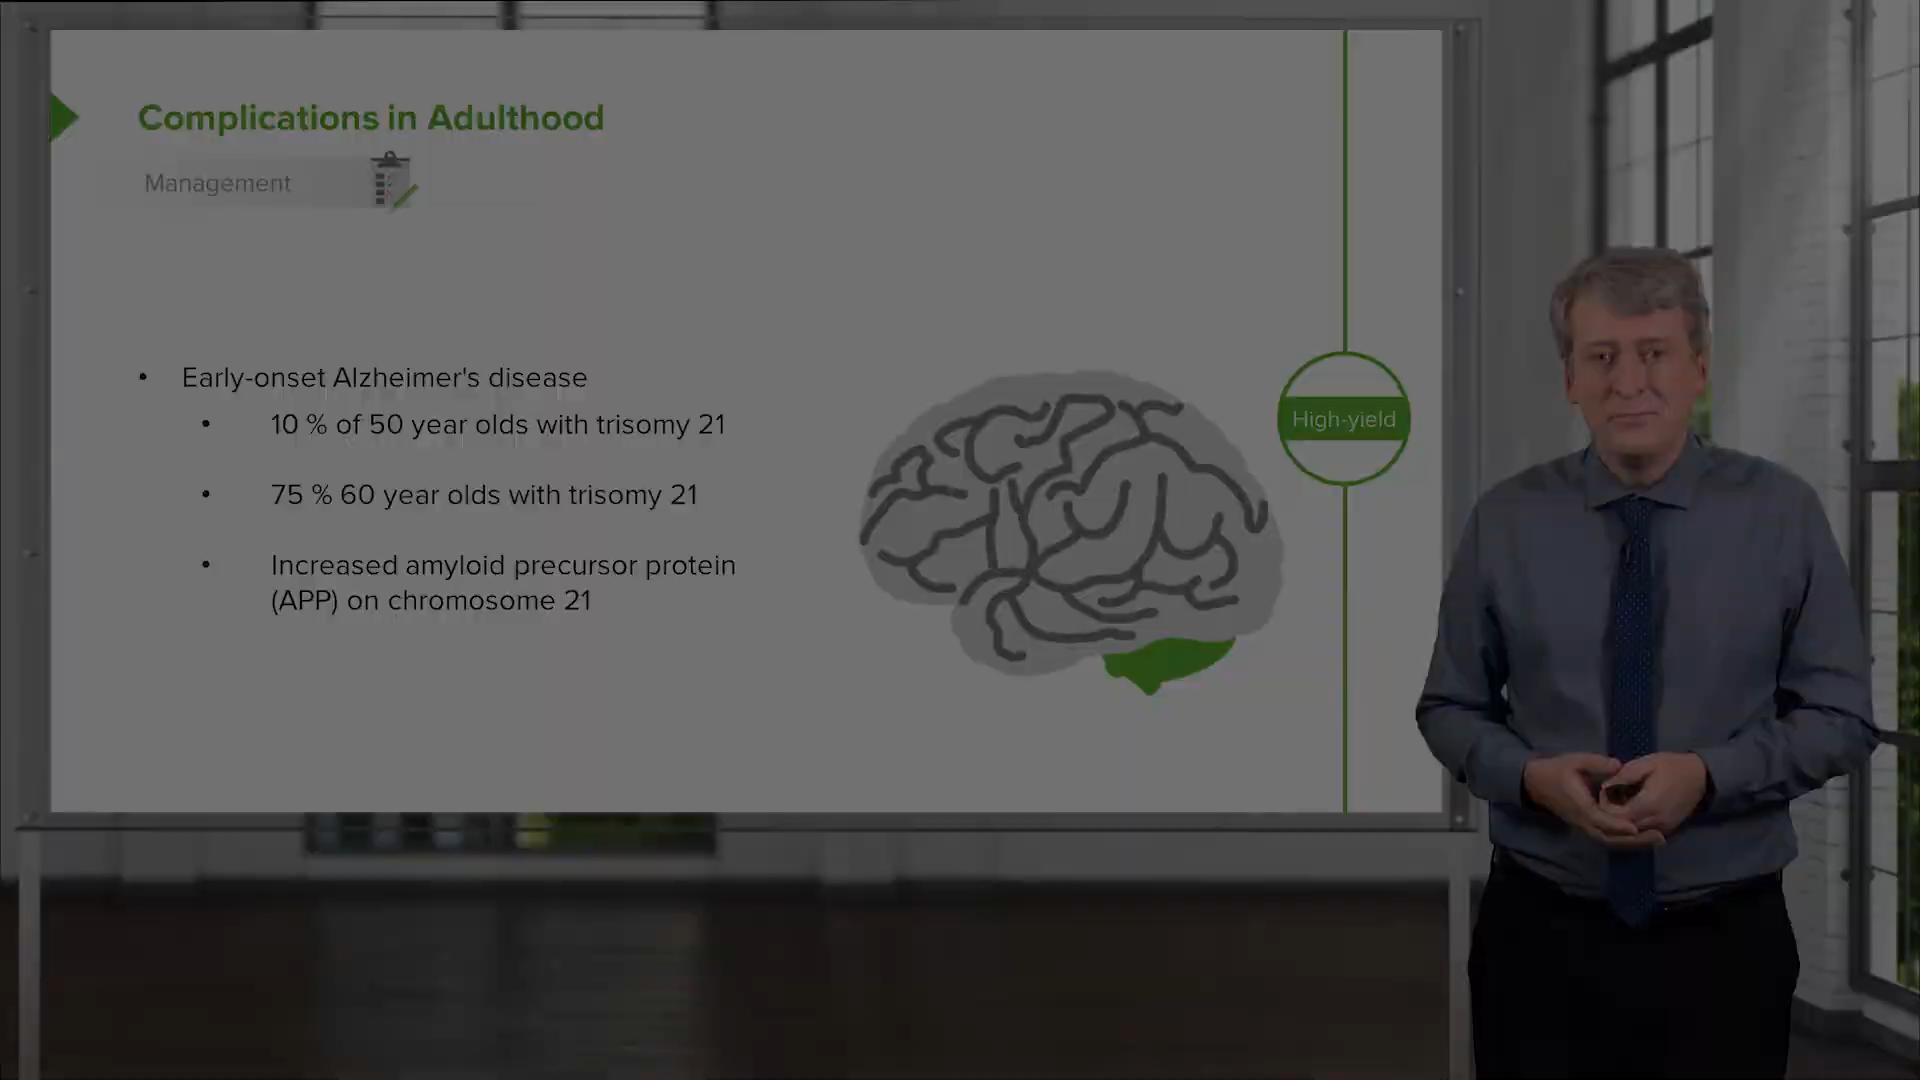 Complications in Adulthood
Management
• Early-onset Alzheimer's disease
• 10 % of 50 year olds with trisomy 21
• 75 % 60 year olds with trisomy 21
• Increased amyloid precursor protein
(APP) on chromosome 21
High-yield